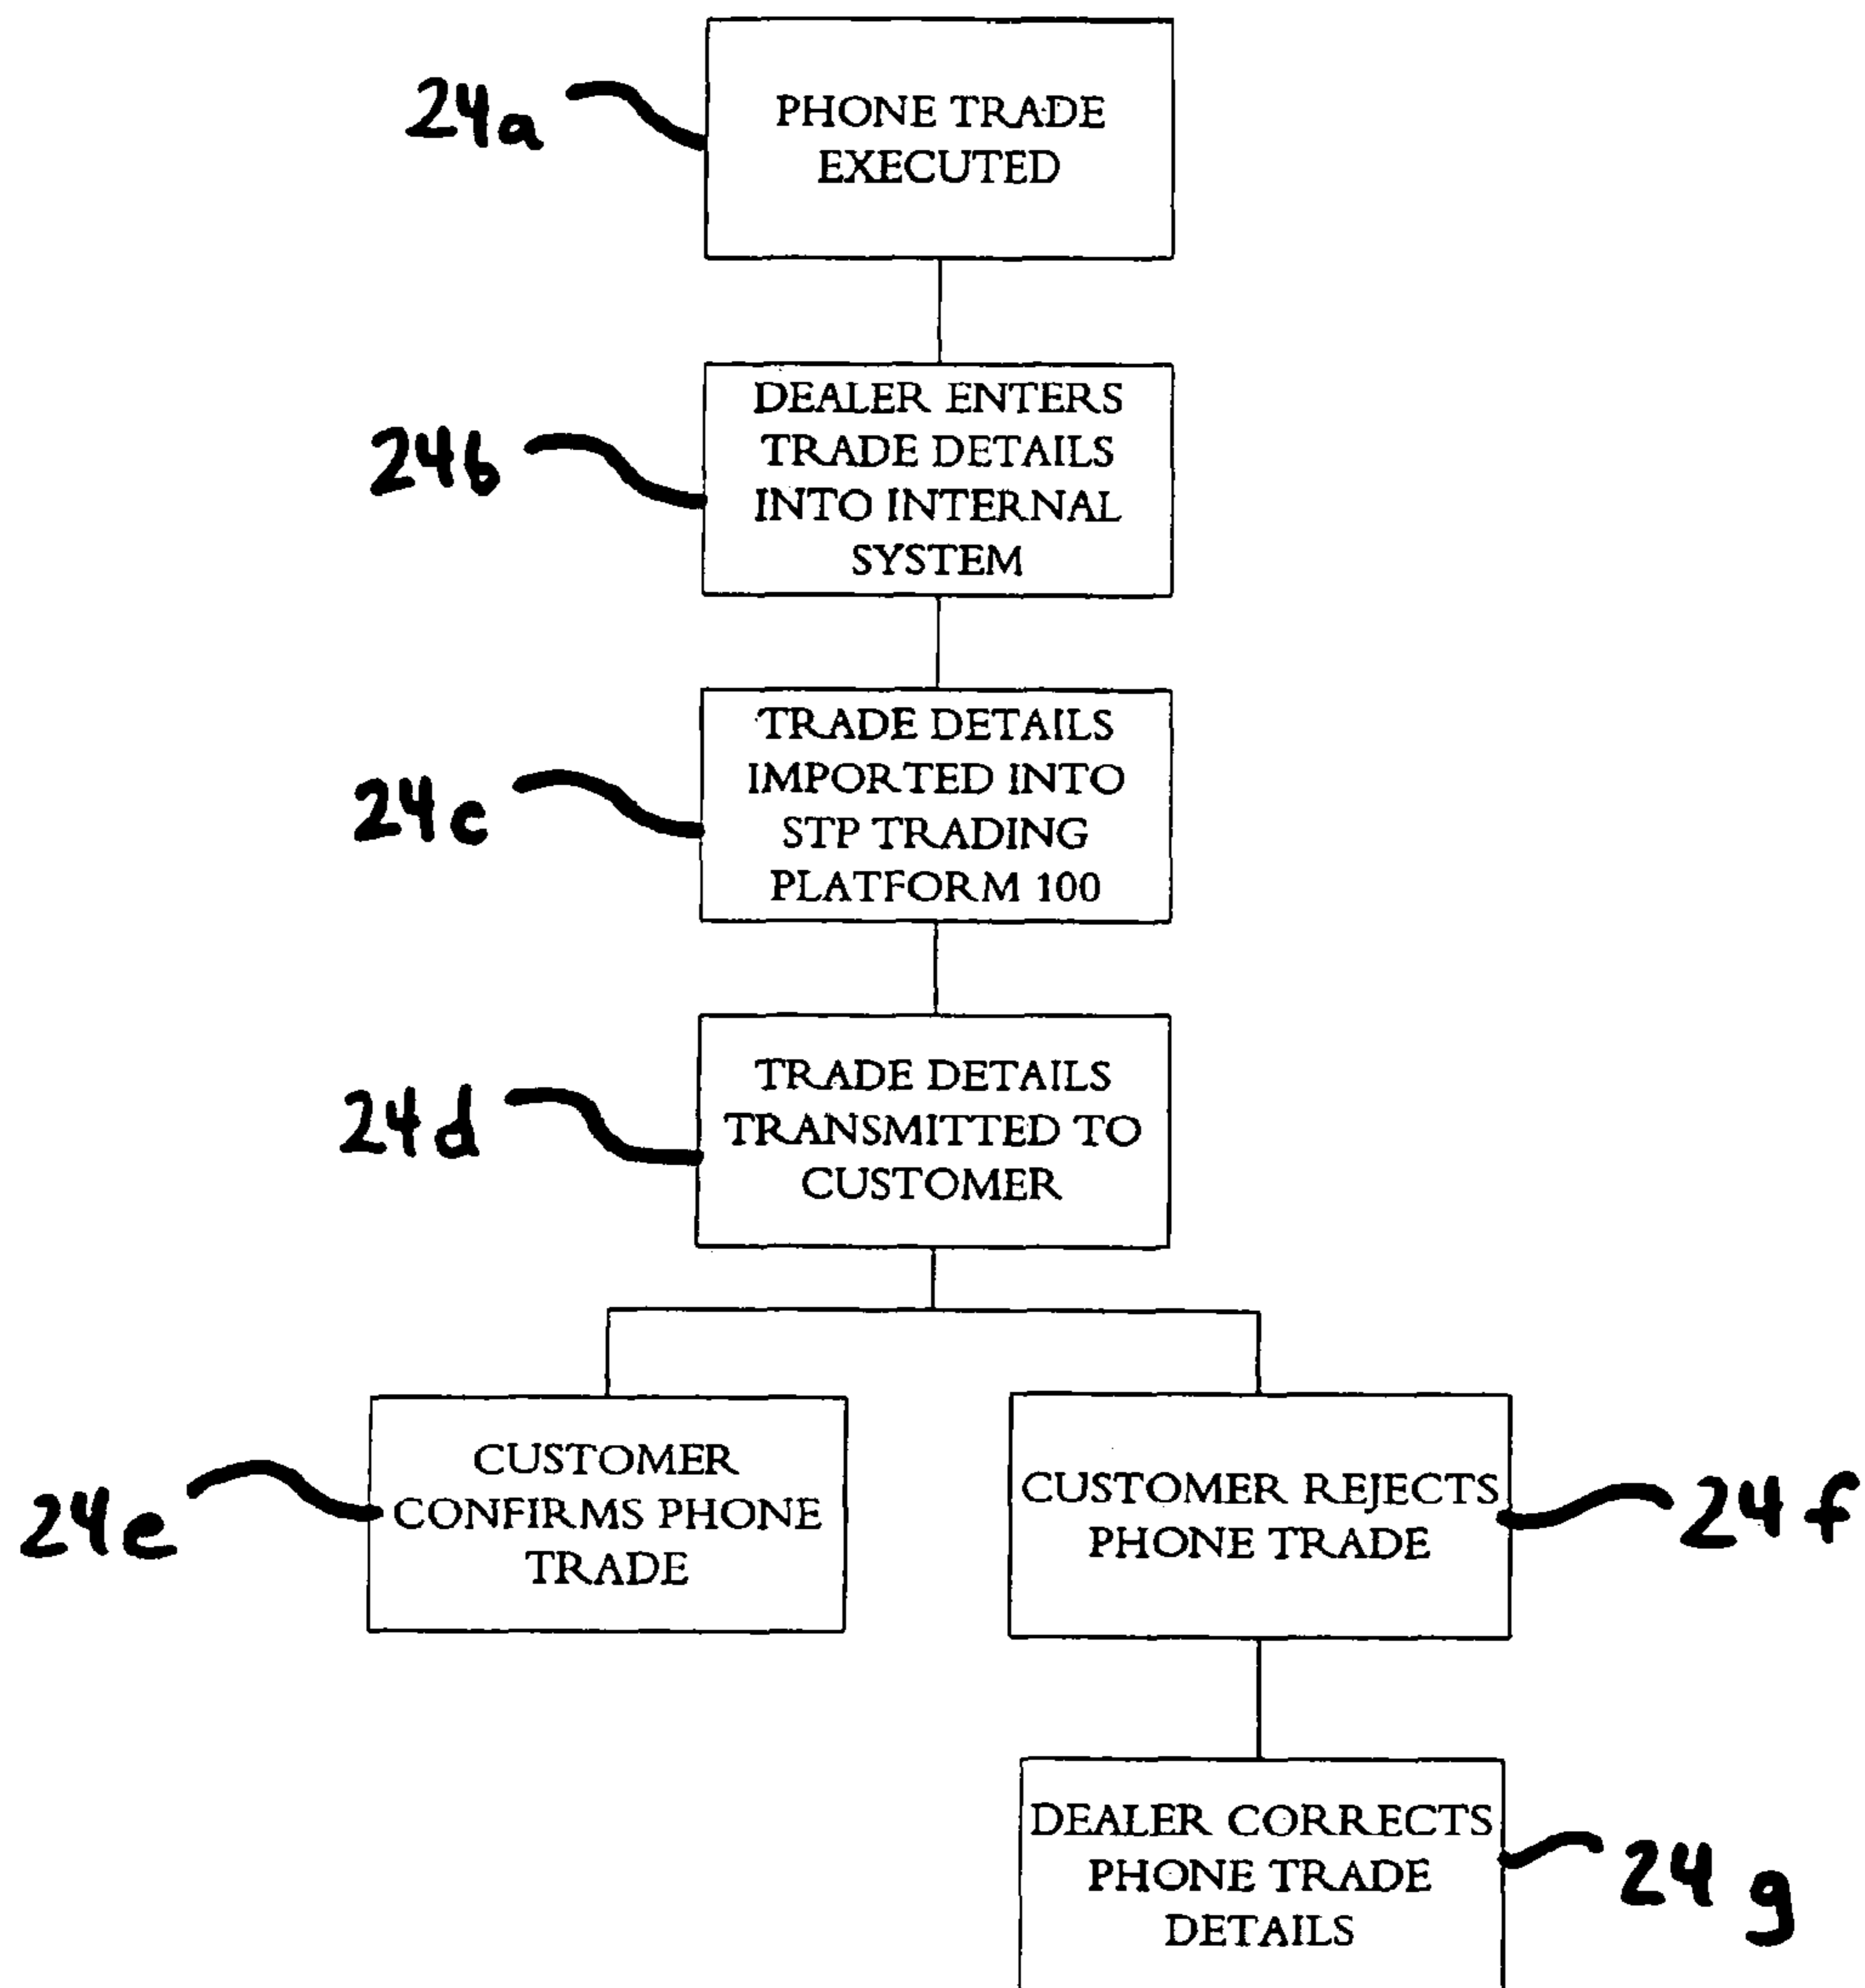 24a
PHONE TRADE
EXECUTED
24b
DEALER ENTERS
TRADE DETAILS
INTO INTERNAL
SYSTEM
24c
TRADE DETAILS
IMPORTED INTO
STP TRADING
PLATFORM 100
24d
TRADE DETAILS
TRANSMITTED TO
CUSTOMER
24e
CUSTOMER
CONFIRMS PHONE
TRADE
CUSTOMER REJECTS
PHONE TRADE
24f
DEALER CORRECTS
PHONE TRADE
DETAILS
24g